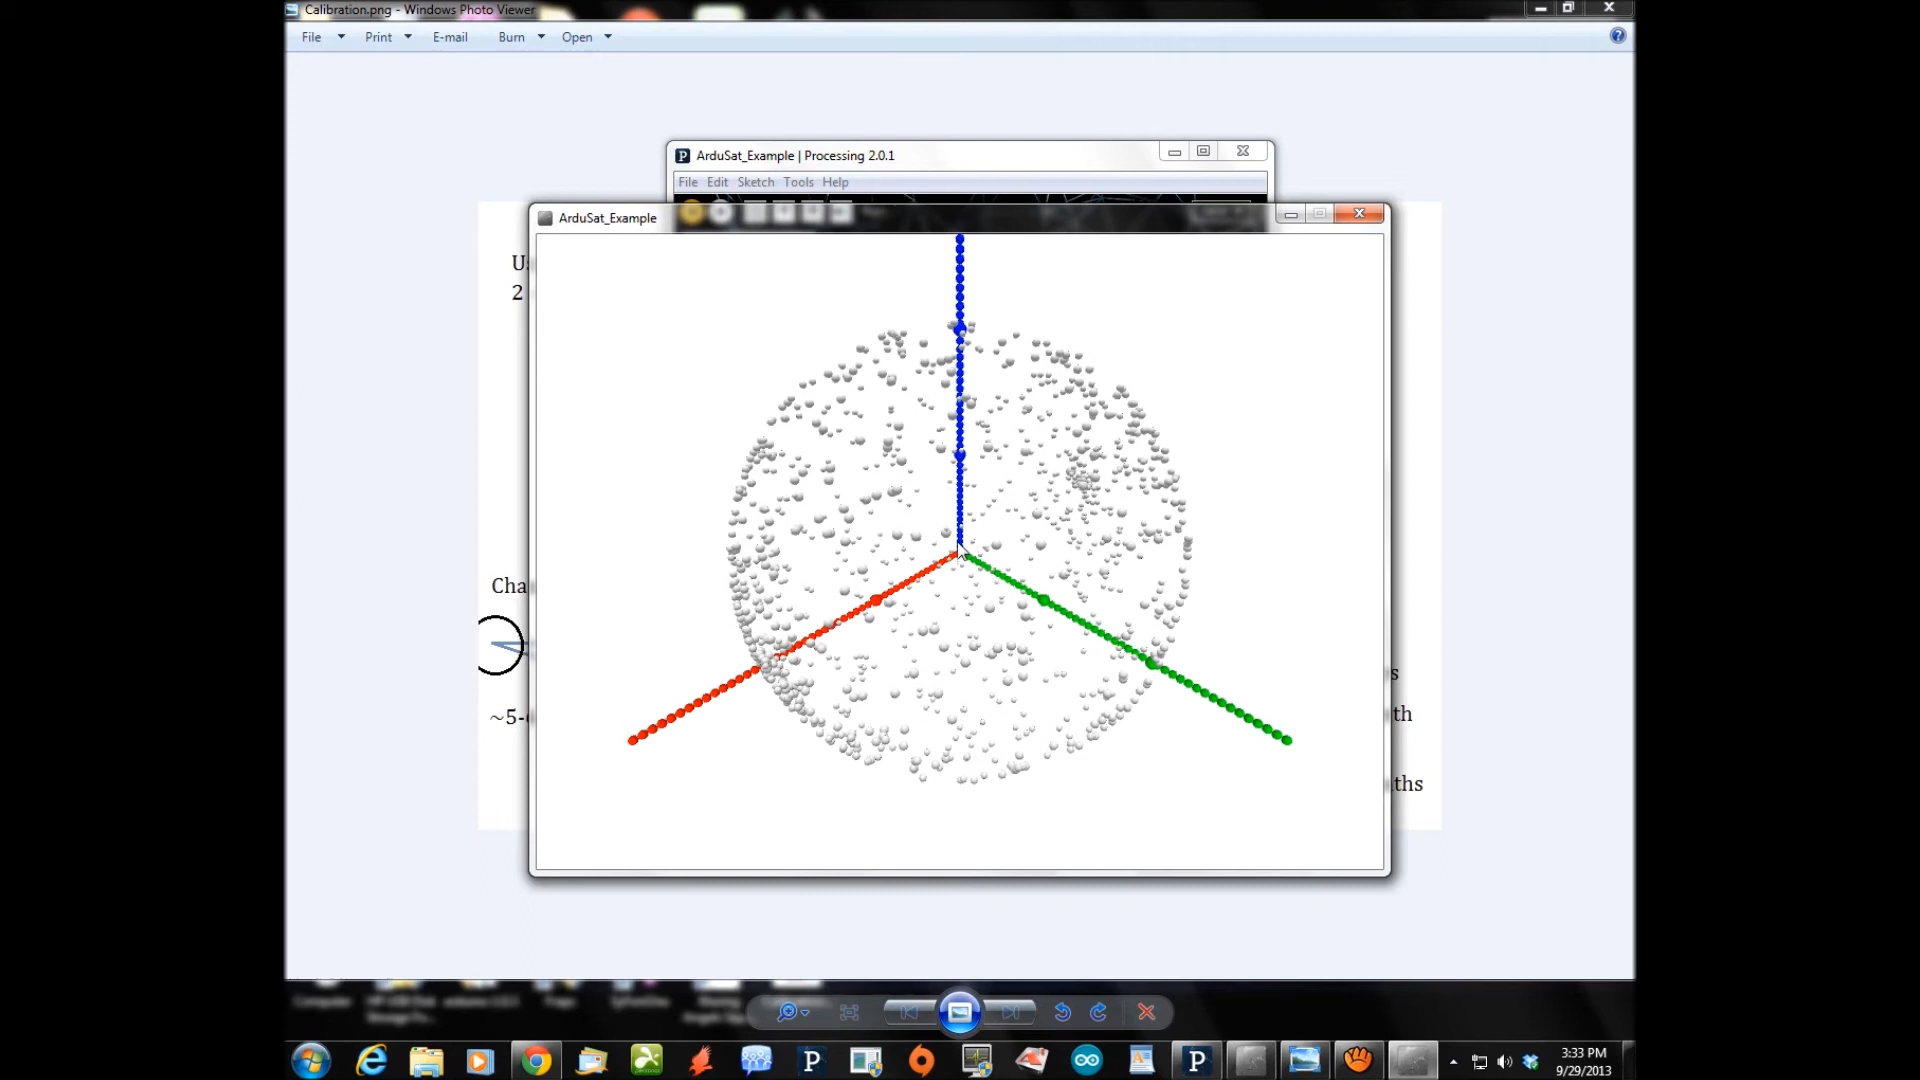 Calibration.png - Windows Photo Viewer
File Print E-mail Burn Open
ArduSat_Example | Processing 2.0.1
File Edit Sketch Tools Help
ArduSat_Example
2
Cha
~5-
s
th
ths
Computer
3:33 PM
9/29/2013